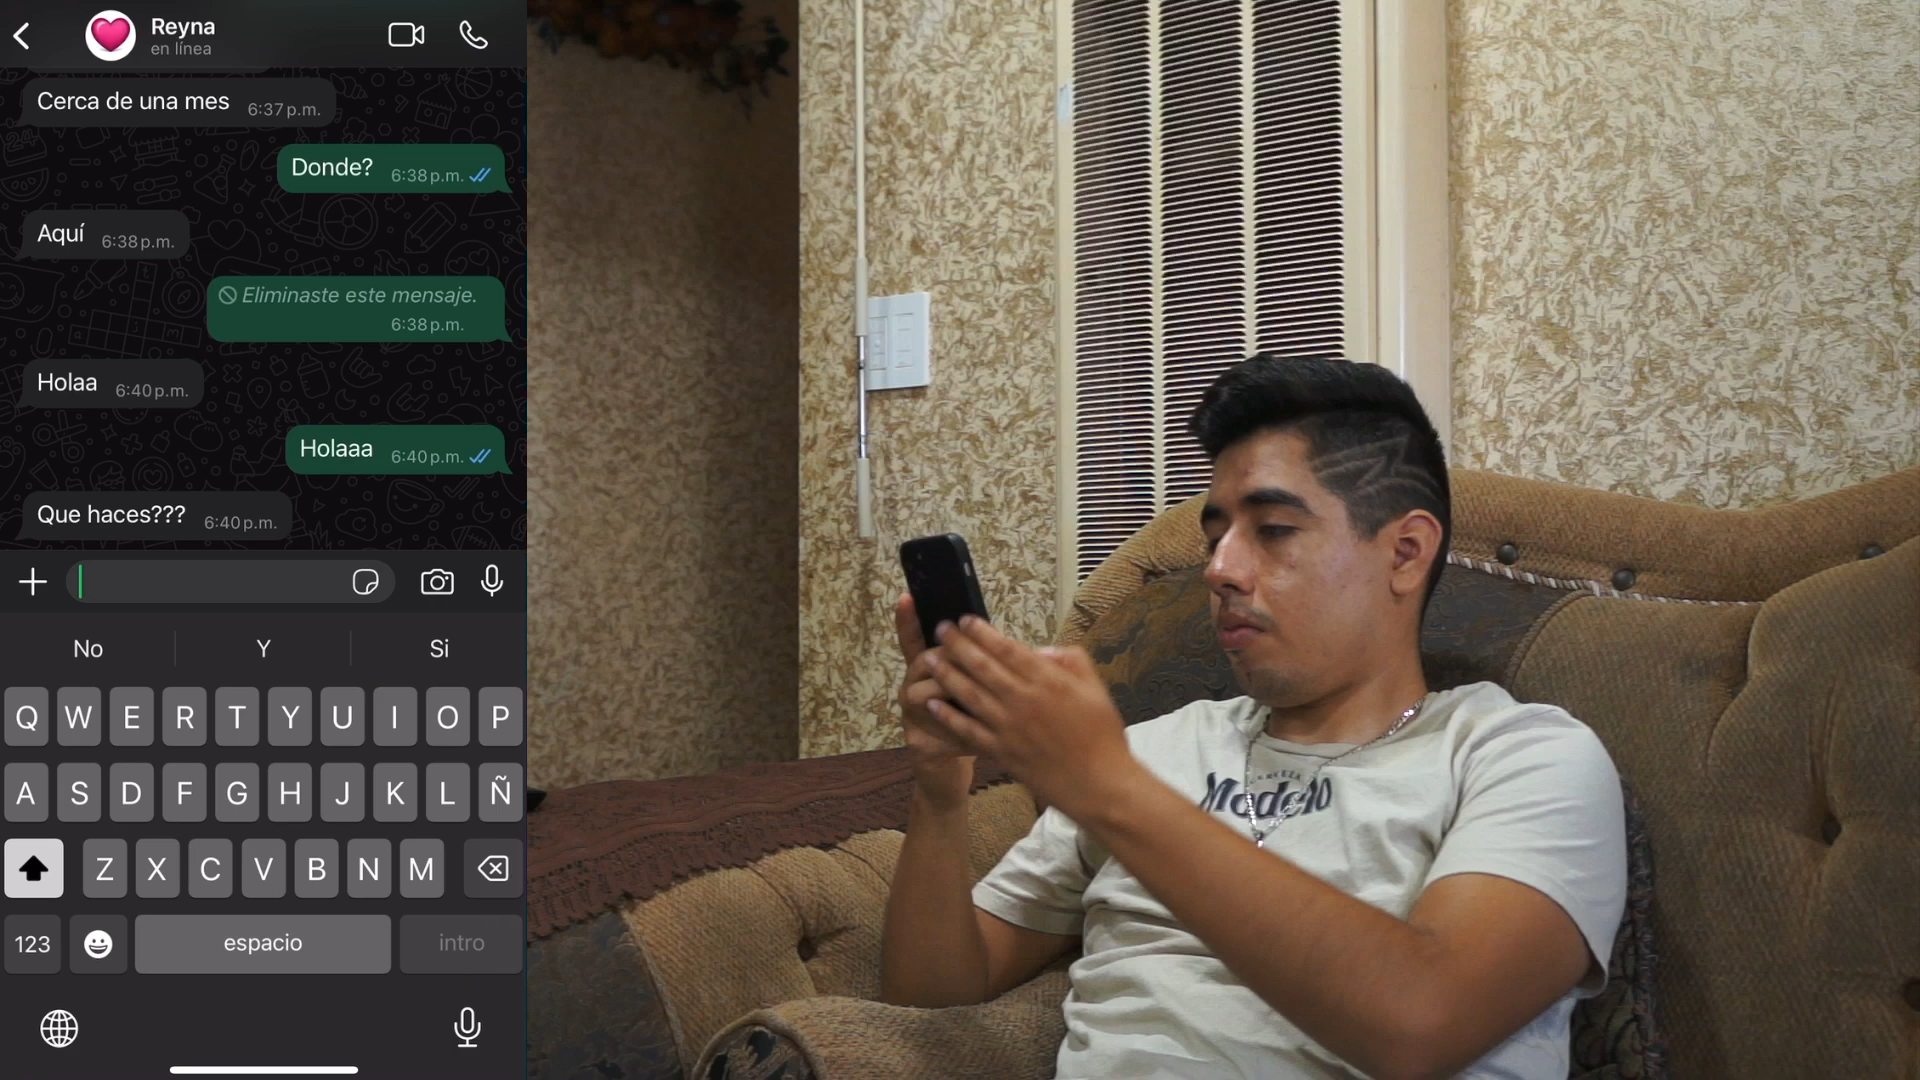 Reyna
en línea
Cerca de una mes 6:37 p.m.
Donde? 6:38 p.m.
Aquí 6:38 p.m.
Eliminaste este mensaje.
6:38 p.m.
Holaa 6:40 p.m.
Holaaa 6:40 p.m.
Que haces??? 6:40 p.m.
No Y Si
Q W E R T Y U I O P
A S D F G H J K L Ñ
Z X C V B N M
123 espacio intro
CERVEZA
Modelo